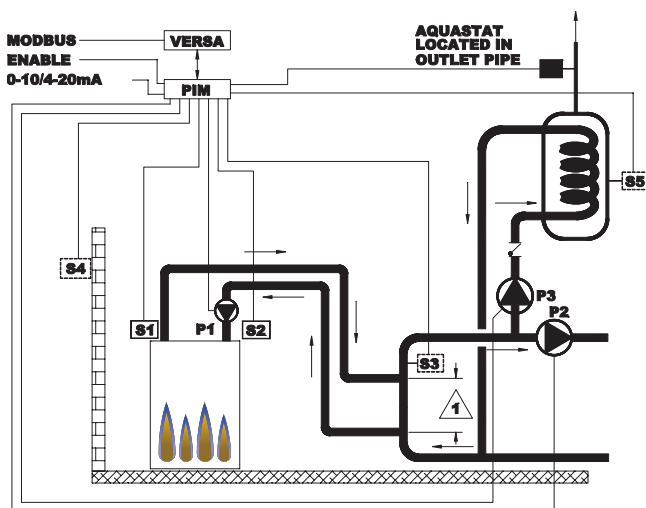 MODBUS
VERSA
ENABLE
0-10/4-20mA
PIM
AQUASTAT
LOCATED IN
OUTLET PIPE
S5
S4
P3
P2
S1
P1
S2
S3
1